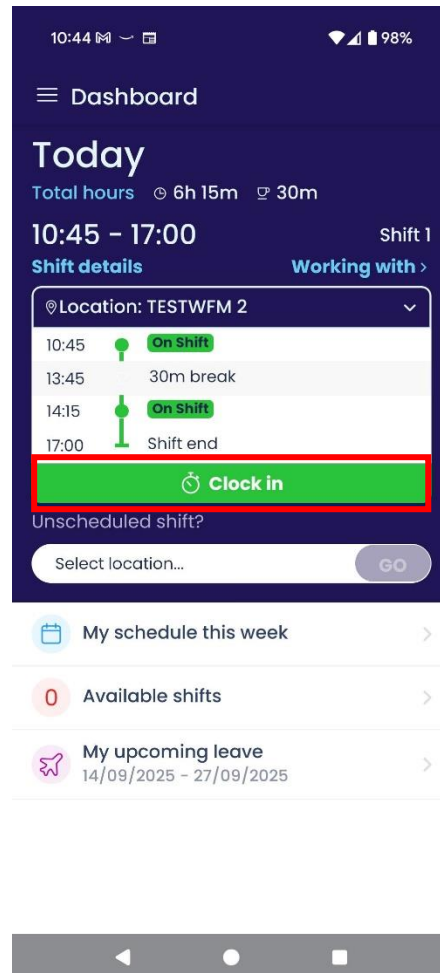 10:44 98%
Dashboard
Today
Total hours 6h 15m 30m
10:45 - 17:00 Shift 1
Shift details Working with >
Location: TESTWFM 2
10:45 On Shift
13:45 30m break
14:15 On Shift
17:00 Shift end
Clock in
Unscheduled shift?
Select location... GO
My schedule this week
0 Available shifts
My upcoming leave
14/09/2025 - 27/09/2025